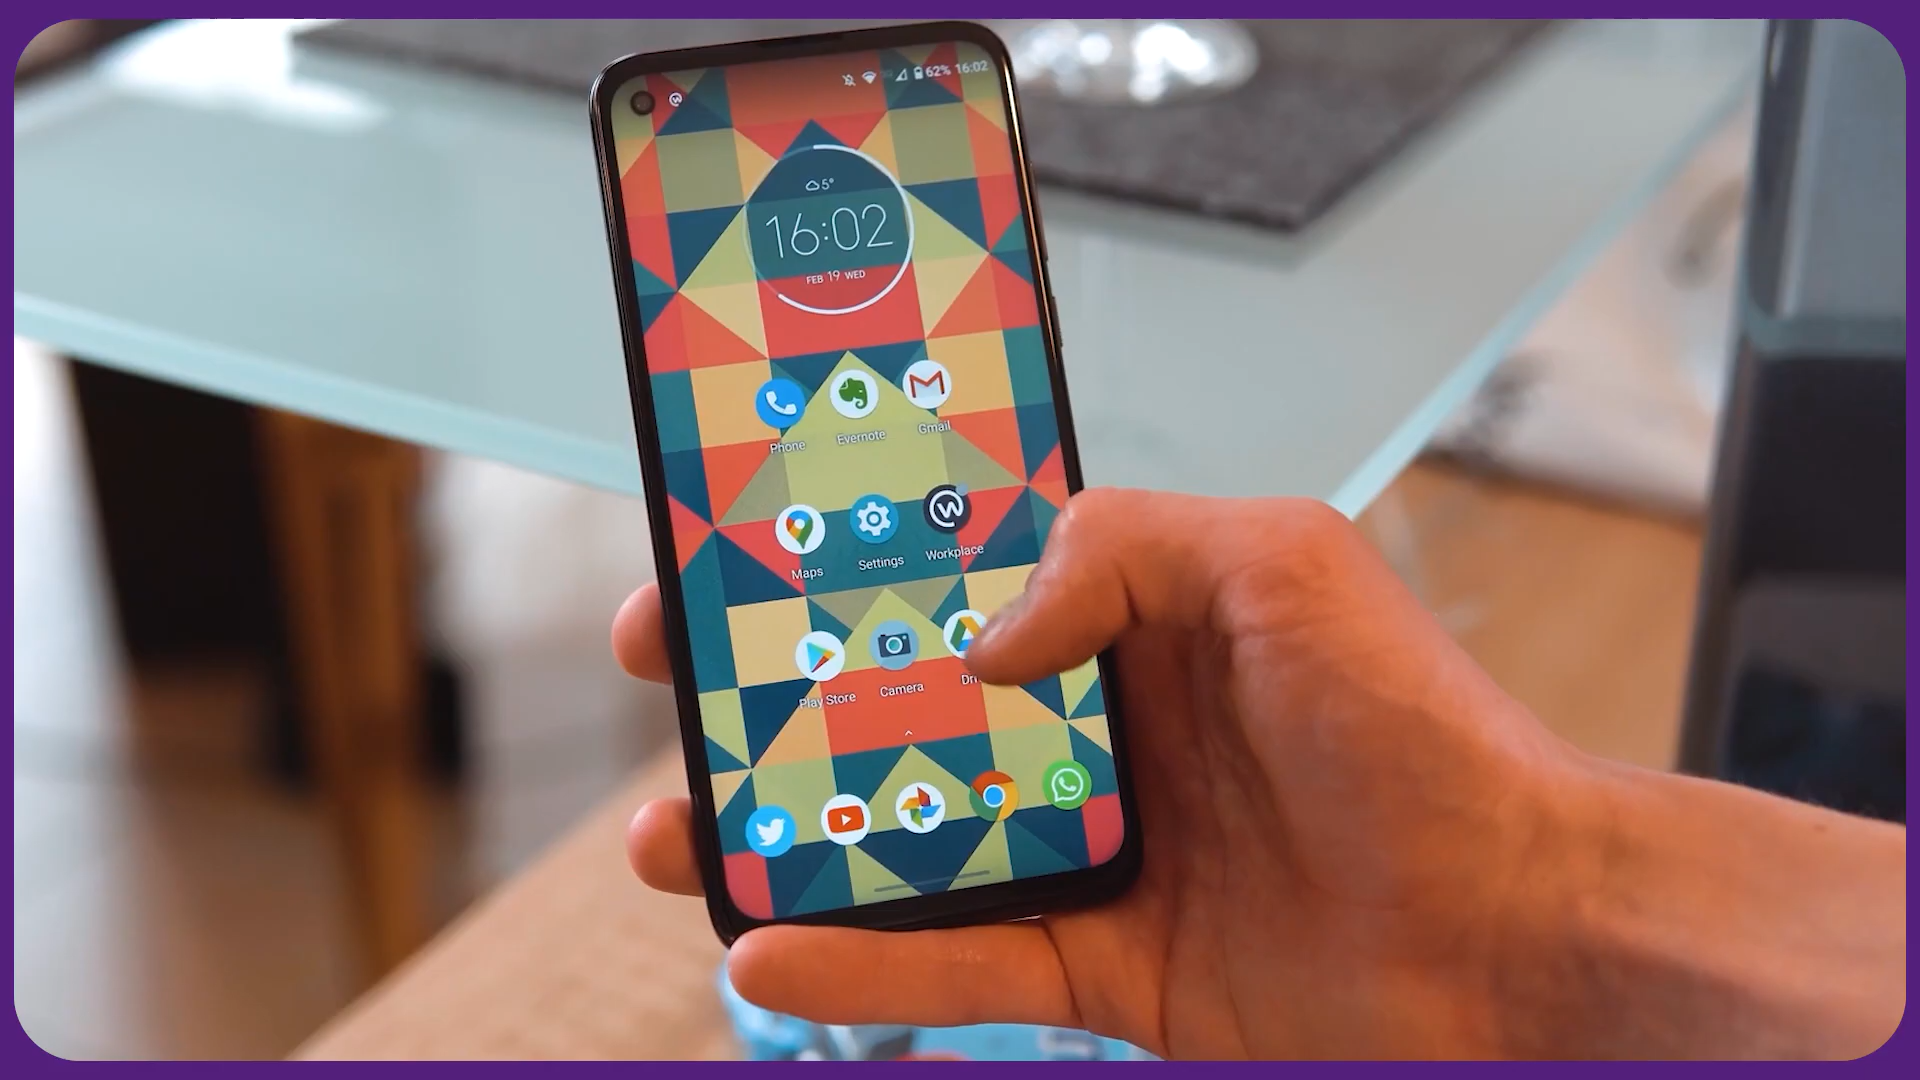 62% 16:02
5°
16:02
FEB 19 WED
Phone Evernote Gmail
Maps Settings Workplace
Play Store Camera